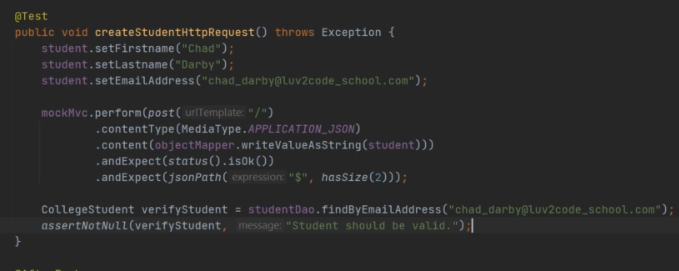 @Test
public void createStudentHttpRequest() throws Exception {
student.setFirstname("Chad");
student.setLastname("Darby");
student.setEmailAddress("chad_darby@luv2code_school.com");
mockMvc.perform(post( urlTemplate: "/")
.contentType(MediaType.APPLICATION_JSON)
.content(objectMapper.writeValueAsString(student)))
.andExpect(status().isOk())
.andExpect(jsonPath( expression: "$", hasSize(2)));
CollegeStudent verifyStudent = studentDao.findByEmailAddress("chad_darby@luv2code_school.com");
assertNotNull(verifyStudent, message: "Student should be valid.");
}